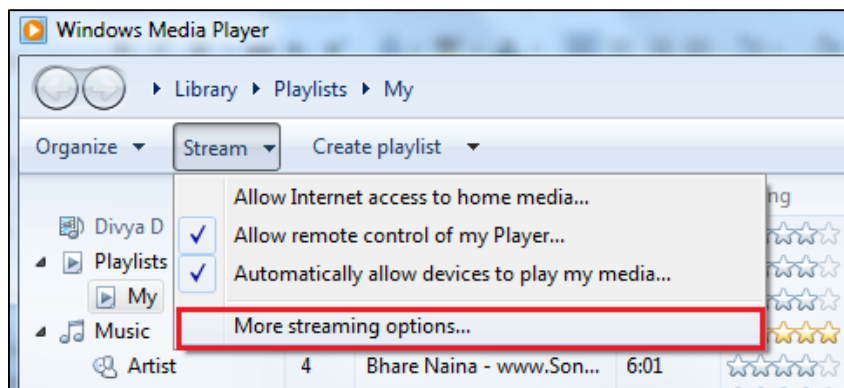 Windows Media Player
Library Playlists My
Organize Stream Create playlist
Allow Internet access to home media...
ng
Divya D
Allow remote control of my Player...
Playlists
Automatically allow devices to play my media...
My
Music
More streaming options...
Artist 4 Bhare Naina - www.Son... 6:01